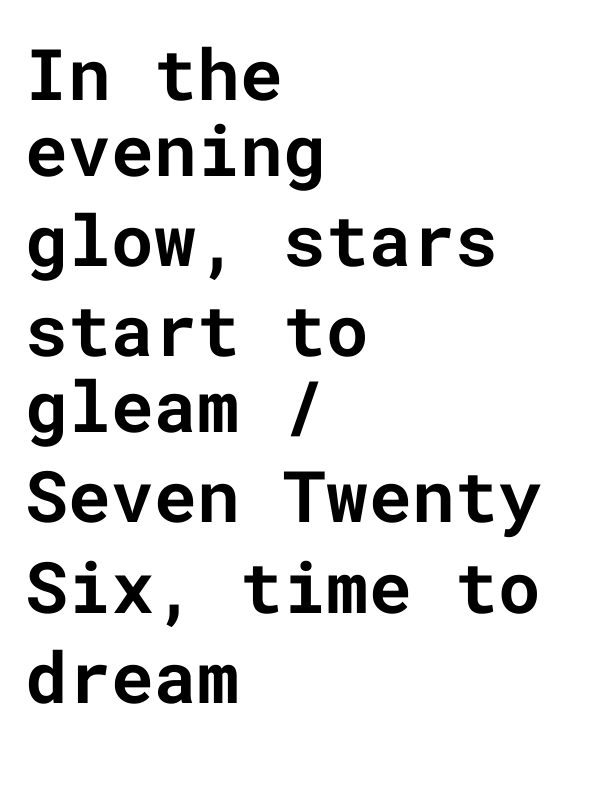 In the
evening
glow, stars
start to
gleam /
Seven Twenty
Six, time to
dream